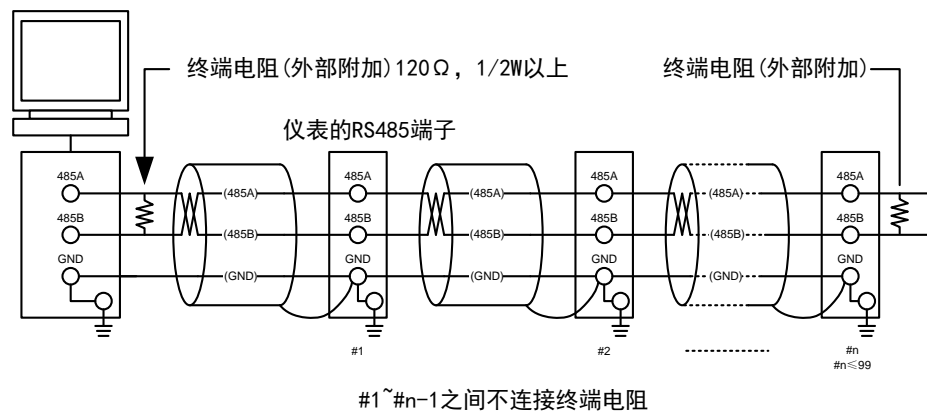 终端电阻(外部附加)120Ω, 1/2W以上
终端电阻(外部附加)
仪表的RS485端子
485A
(485A)
485A
(485A)
485A
(485A)
485A
485B
(485B)
485B
(485B)
485B
(485B)
485B
GND
(GND)
GND
(GND)
GND
(GND)
GND
#1
#2
#n
#n≤99
#1~#n-1之间不连接终端电阻